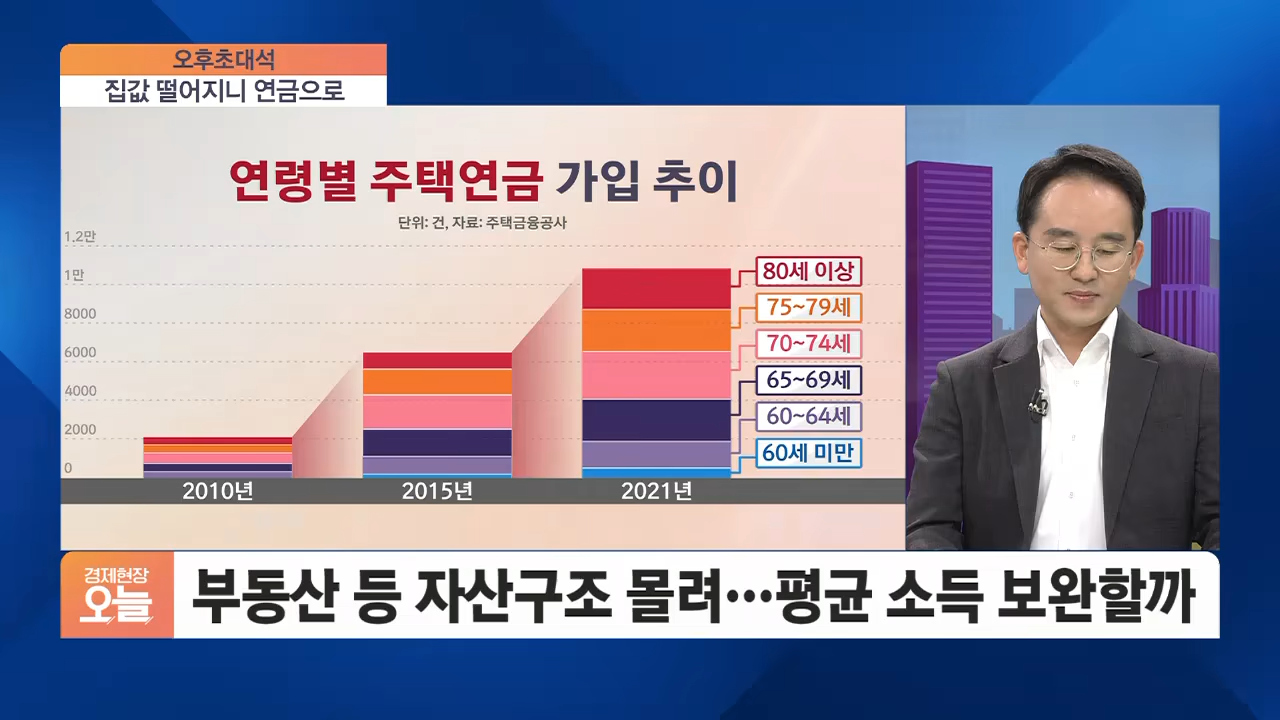 오후초대석
집값 떨어지니 연금으로
연령별 주택연금 가입 추이
단위: 건, 자료: 주택금융공사
1.2만
1만
8000
6000
4000
2000
0
80세 이상
75~79세
70~74세
65~69세
60~64세
60세 미만
2010년
2015년
2021년
경제현장
오늘
부동산 등 자산구조 몰려…평균 소득 보완할까